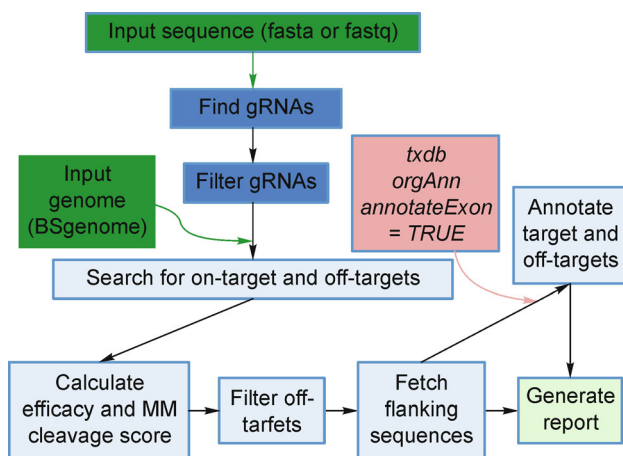 Input sequence (fasta or fastq)
Find gRNAs
Filter gRNAs
Input
genome
(BSgenome)
txdb
orgAnn
annotateExon
= TRUE
Annotate
target and
off-targets
Search for on-target and off-targets
Calculate
efficacy and MM
cleavage score
Filter off-
tarfets
Fetch
flanking
sequences
Generate
report